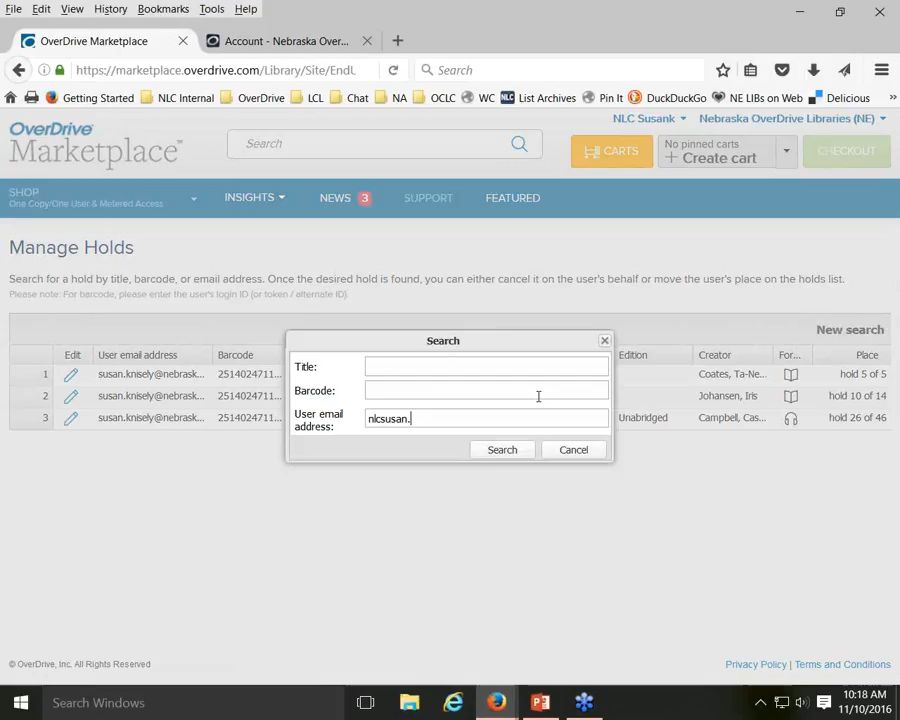 File Edit View History Bookmarks Tools Help
OverDrive Marketplace Account - Nebraska Over...
https://marketplace.overdrive.com/Library/Site/EndU Search
Getting Started NLC Internal OverDrive LCL Chat NA OCLC WC NLC List Archives Pin It DuckDuckGo NE LIBs on Web Delicious »
NLC Susank Nebraska OverDrive Libraries (NE)
OverDrive
Marketplace™
Search
CARTS
No pinned carts
+ Create cart
CHECKOUT
SHOP
One Copy/One User & Metered Access
INSIGHTS NEWS 3 SUPPORT FEATURED
Manage Holds
Search for a hold by title, barcode, or email address. Once the desired hold is found, you can either cancel it on the user's behalf or move the user's place on the holds list.
Please note: For barcode, please enter the user's login ID (or token / alternate ID).
New search
Edit User email address Barcode Edition Creator For... Place
1 susan.knisely@nebrask... 2514024711... Coates, Ta-Ne... hold 5 of 5
2 susan.knisely@nebrask... 2514024711... Johansen, Iris hold 10 of 14
3 susan.knisely@nebrask... 2514024711... Unabridged Campbell, Cas... hold 26 of 46
Search
Title:
Barcode:
User email
address: nlcsusan.
Search Cancel
© OverDrive, Inc. All Rights Reserved
Privacy Policy | Terms and Conditions
Search Windows
10:18 AM
11/10/2016